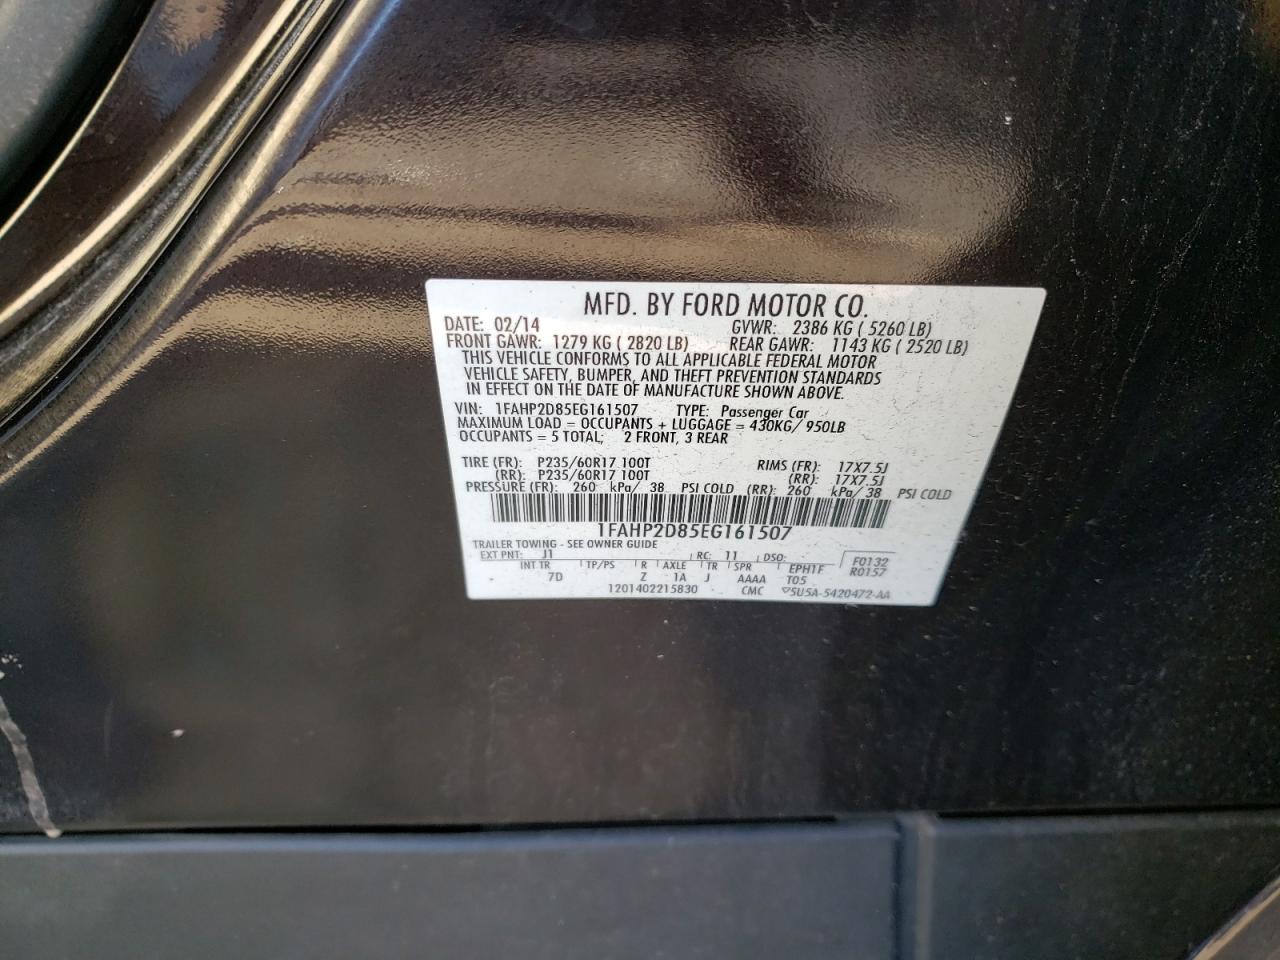 MFD. BY FORD MOTOR CO.
DATE: 02/14 GVWR: 2386 KG ( 5260 LB)
FRONT GAWR: 1279 KG ( 2820 LB) REAR GAWR: 1143 KG ( 2520 LB)
THIS VEHICLE CONFORMS TO ALL APPLICABLE FEDERAL MOTOR
VEHICLE SAFETY, BUMPER, AND THEFT PREVENTION STANDARDS
IN EFFECT ON THE DATE OF MANUFACTURE SHOWN ABOVE.
VIN: 1FAHP2D85EG161507 TYPE: Passenger Car
MAXIMUM LOAD = OCCUPANTS + LUGGAGE = 430KG/ 950LB
OCCUPANTS = 5 TOTAL; 2 FRONT, 3 REAR
TIRE (FR): P235/60R17 100T RIMS (FR): 17X7.5J
(RR): P235/60R17 100T (RR): 17X7.5J
PRESSURE (FR): 260 kPa/ 38 PSI COLD (RR): 260 kPa/ 38 PSI COLD
1FAHP2D85EG161507
TRAILER TOWING - SEE OWNER GUIDE
EXT PNT: J1 RC: 11 DSO: F0132
INT TR TP/PS R AXLE TR SPR EPH1F R0157
7D Z 1A J AAAA T05
1201402215830 CMC 5U5A-5420472-AA